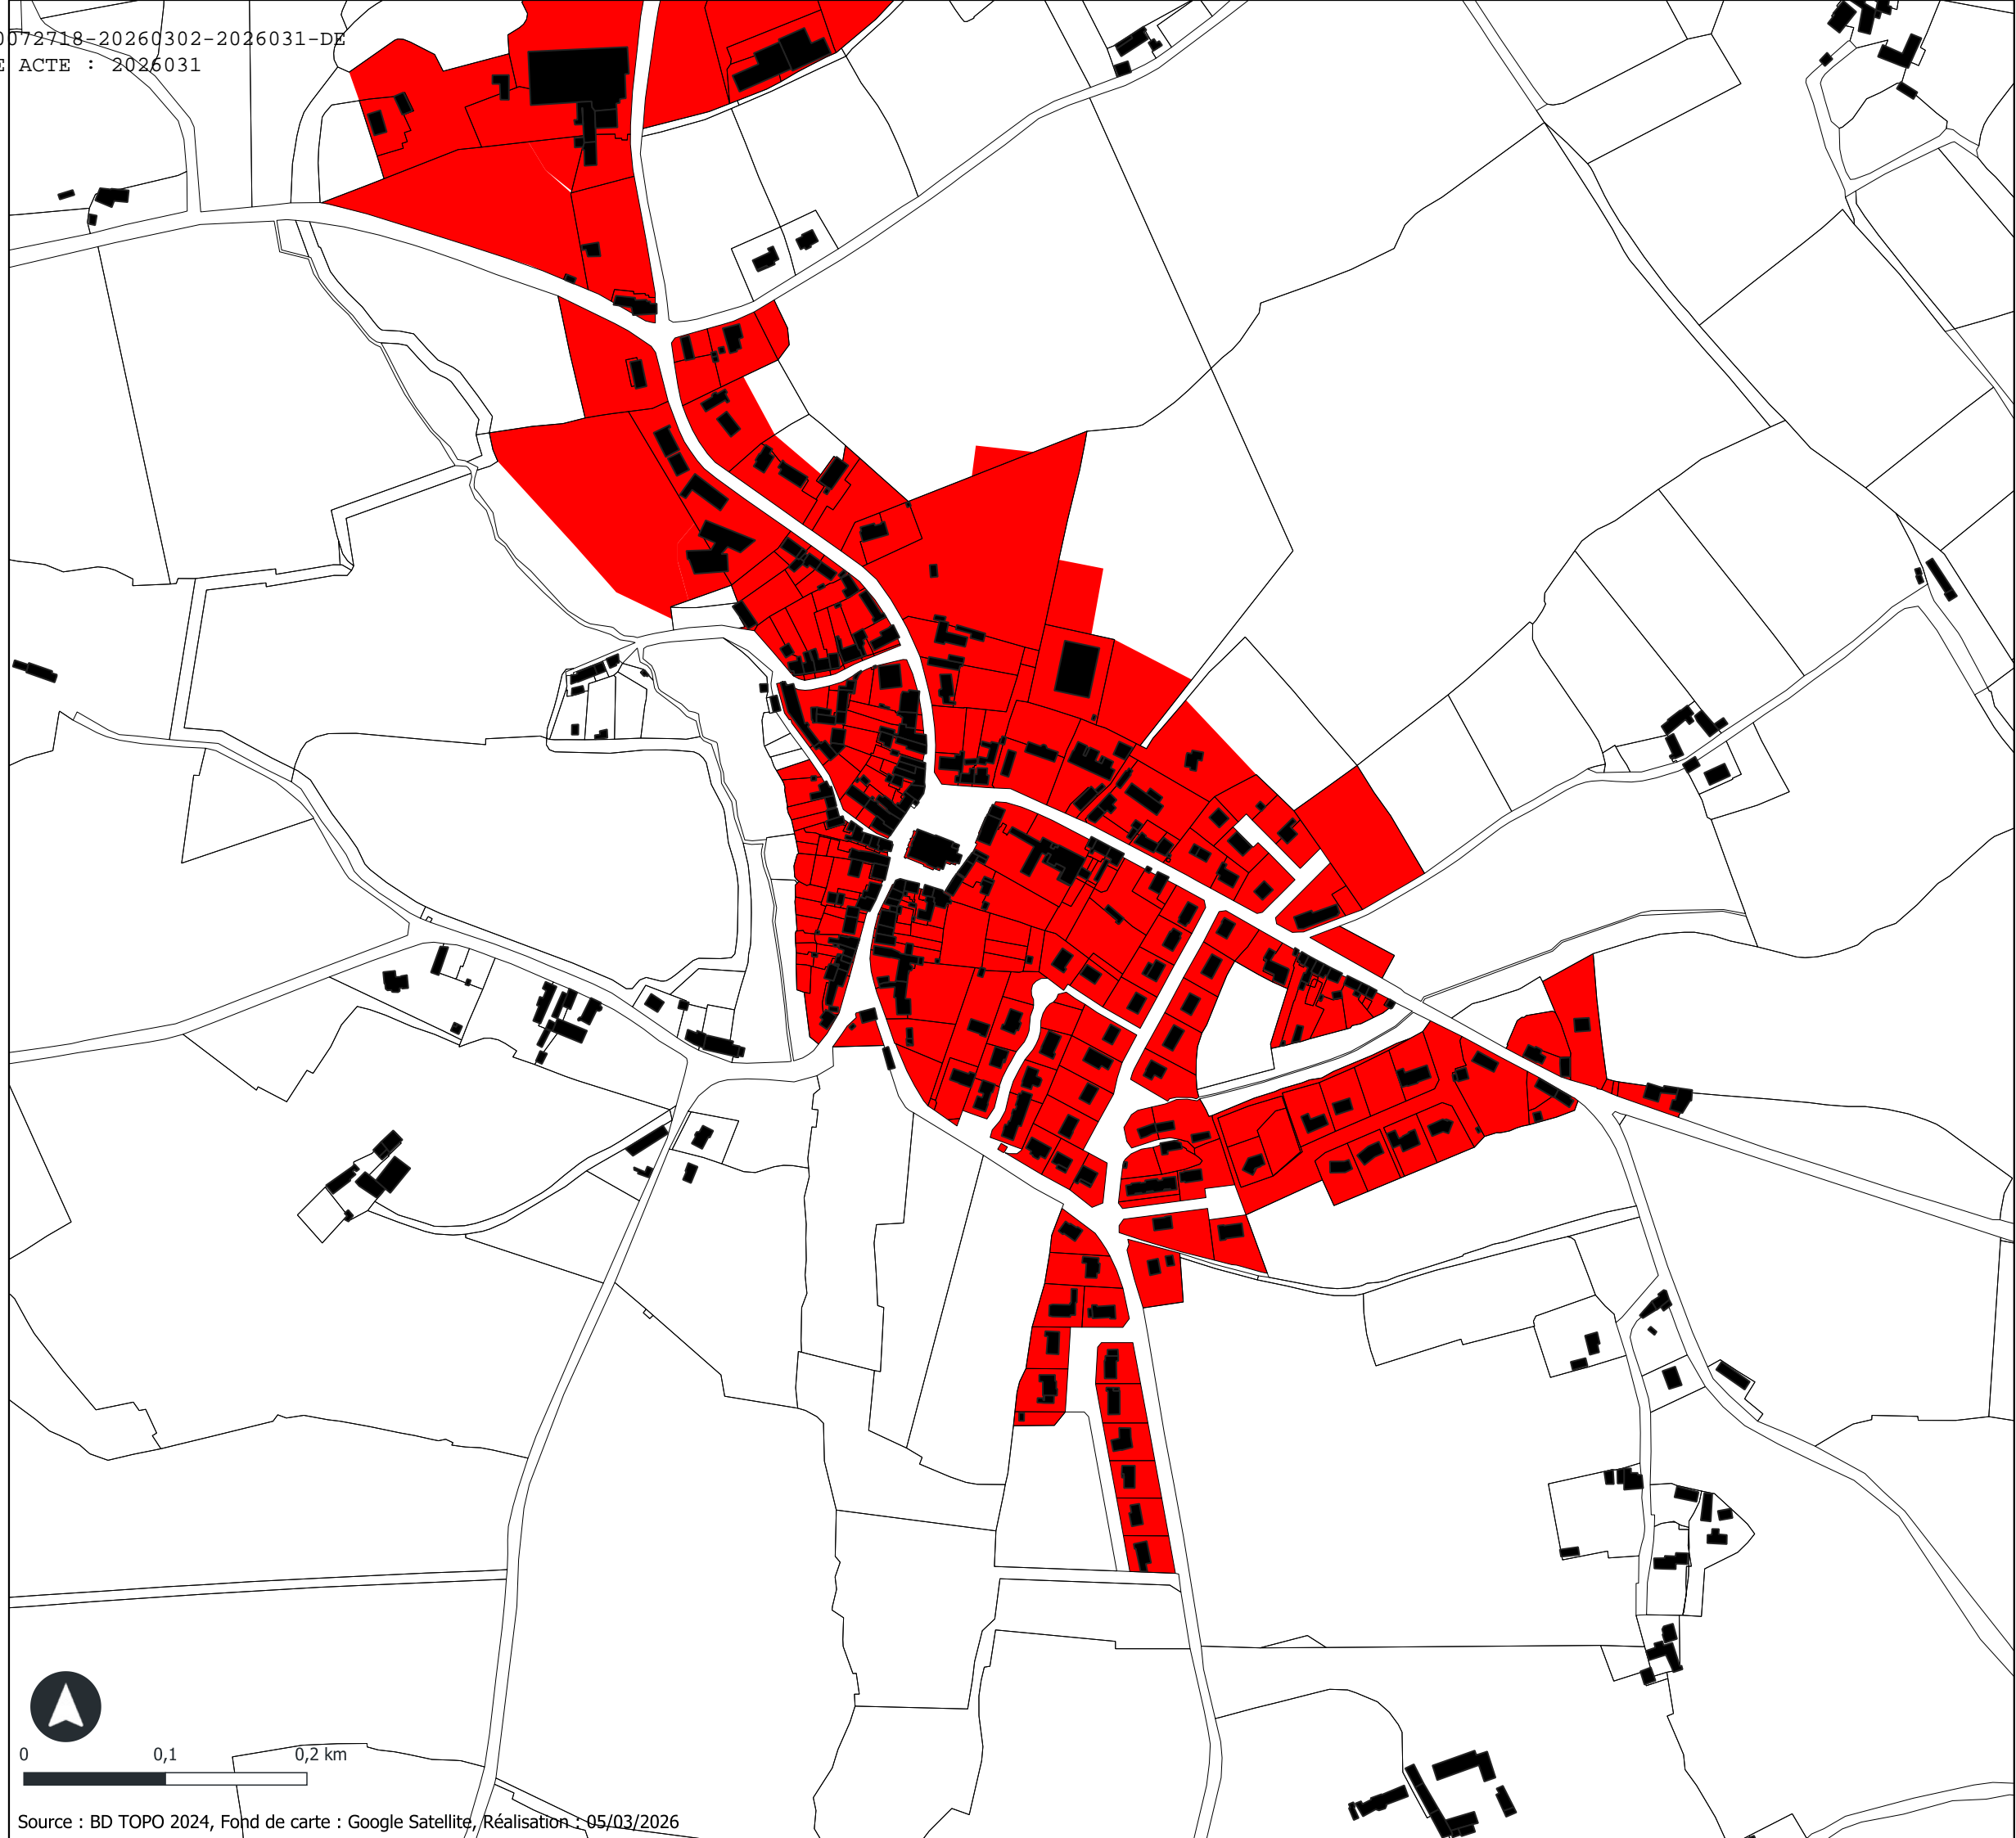 0072718-20260302-2026031-DE
E ACTE : 2026031
0 0,1 0,2 km
Source : BD TOPO 2024, Fond de carte : Google Satellite, Réalisation : 05/03/2026